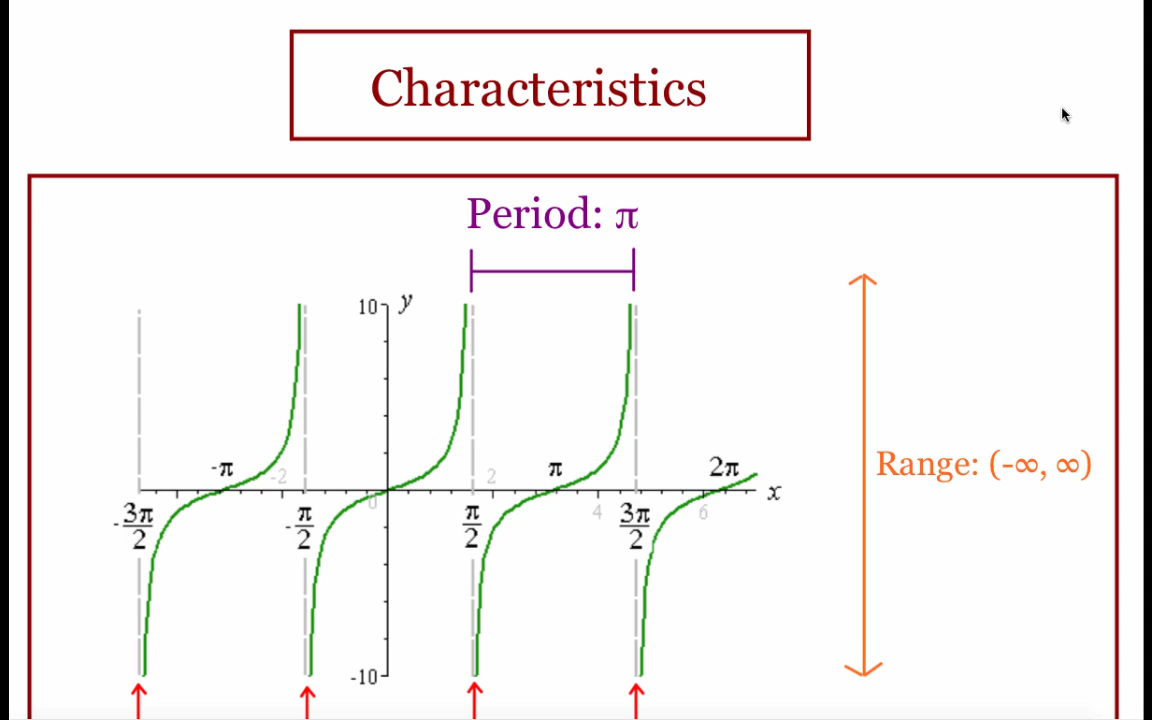 Characteristics
Period: π
10 y
-π -2 2 π 2π
x
0 4 6
-3π/2 -π/2 π/2 3π/2
Range: (-∞, ∞)
-10